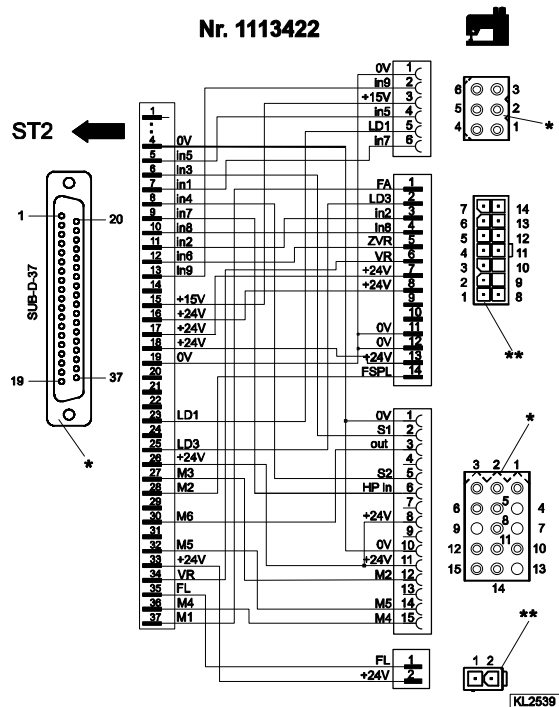 Nr. 1113422
ST2
SUB-D-37
1
20
19
37
*
1
4 0V
5 in5
6 In3
7 in1
8 in4
9 in7
10 in8
11 in2
12 in6
13 In9
14
15 +15V
16 +24V
17 +24V
18 +24V
19 0V
20
21
22
23 LD1
24
25 LD3
26 +24V
27 M3
28 M2
29
30 M6
31
32 M5
33 +24V
34 VR
35 FL
36 M4
37 M1
0V 1
in9 2
+15V 3
in5 4
LD1 5
in7 6
FA 1
LD3 2
in2 3
In8 4
ZVR 5
VR 6
+24V 7
+24V 8
9
10
0V 11
0V 12
+24V 13
FSPL 14
0V 1
S1 2
out 3
4
S2 5
HP in 6
7
+24V 8
9
0V 10
+24V 11
M2 12
13
M5 14
M4 15
FL 1
+24V 2
6 3
5 2
4 1
*
7 14
6 13
5 12
4 11
3 10
2 9
1 8
**
*
3 2 1
6 5 4
9 8 7
12 11 10
15 13
14
**
1 2
KL2539